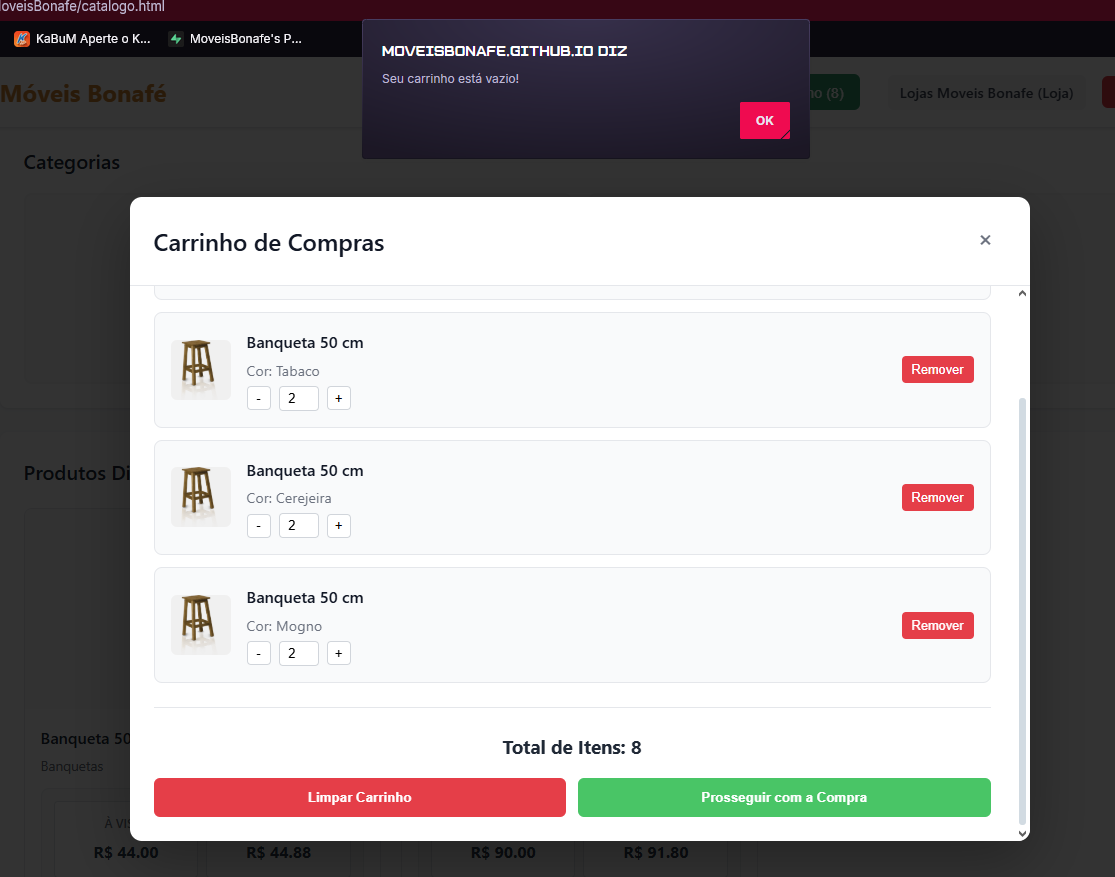 loveisBonafe/catalogo.html
KaBuM Aperte o K...
MoveisBonafe's P...
MOVEISBONAFE.GITHUB.IO DIZ
Seu carrinho está vazio!
OK
Móveis Bonafé
ho (8)
Lojas Moveis Bonafe (Loja)
Categorias
Carrinho de Compras
×
Banqueta 50 cm
Cor: Tabaco
- 2 +
Remover
Banqueta 50 cm
Cor: Cerejeira
- 2 +
Remover
Banqueta 50 cm
Cor: Mogno
- 2 +
Remover
Total de Itens: 8
Limpar Carrinho
Prosseguir com a Compra
Produtos Di
Banqueta 50
Banquetas
À VIS
R$ 44.00
R$ 44.88
R$ 90.00
R$ 91.80